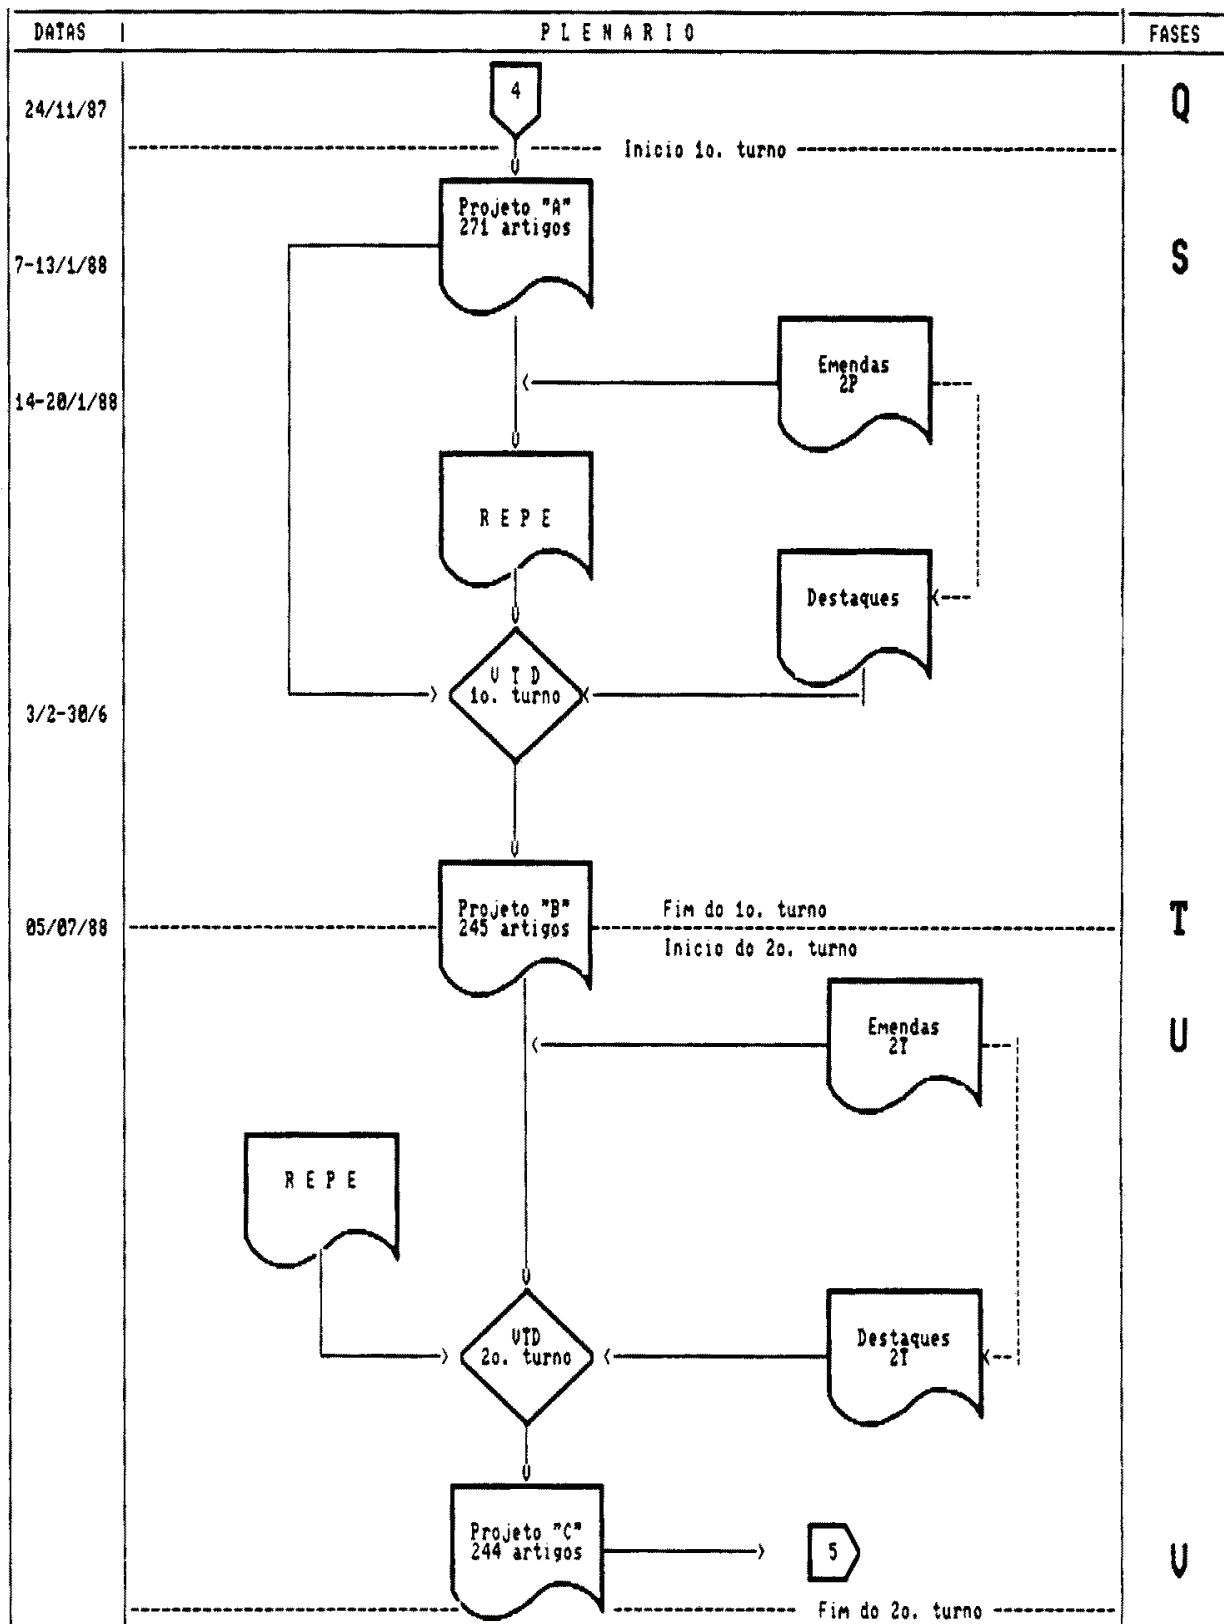 DATAS
P L E N A R I O
FASES
4
24/11/87
Q
Inicio 1o. turno
Projeto "A"
271 artigos
7-13/1/88
S
Emendas
2P
14-20/1/88
R E P E
Destaques
V T D
1o. turno
3/2-30/6
Projeto "B"
245 artigos
Fim do 1o. turno
05/07/88
T
Inicio do 2o. turno
Emendas
2T
U
R E P E
VTD
2o. turno
Destaques
2T
Projeto "C"
244 artigos
5
V
Fim do 2o. turno